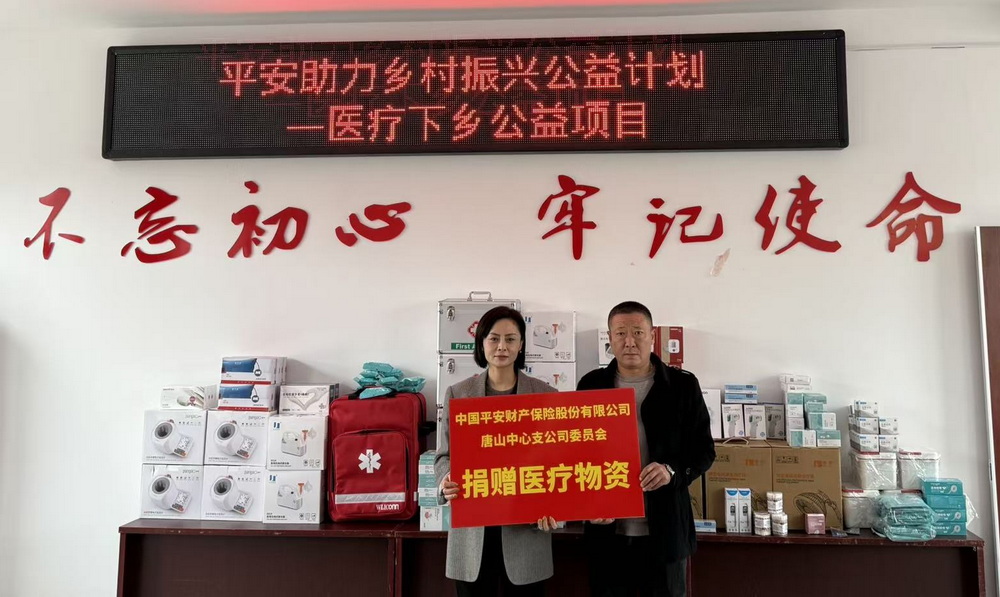 平安助力乡村振兴公益计划
—医疗下乡公益项目
不忘初心 牢记使命
First A
中国平安财产保险股份有限公司
唐山中心支公司委员会
捐赠医疗物资